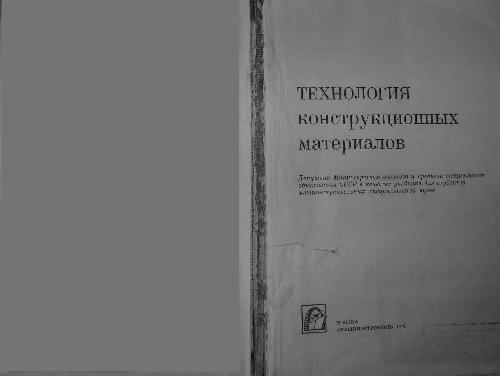 ТЕХНОЛОГИЯ
конструкционных
материалов
Допущено Министерством высшего и среднего специального
образования СССР в качестве учебника для студентов
машиностроительных специальностей вузов
МОСКВА
«МАШИНОСТРОЕНИЕ»